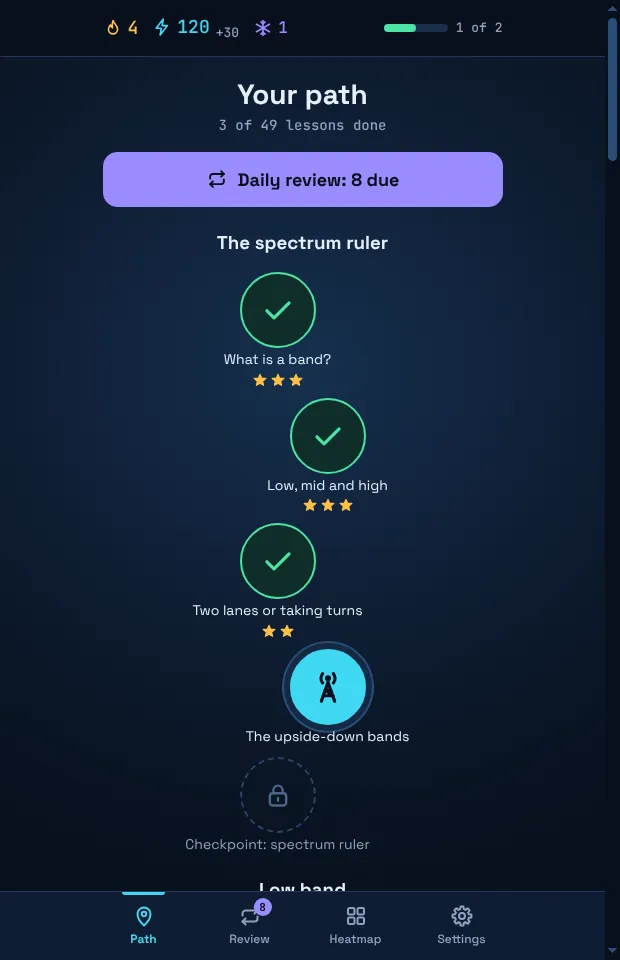 4 120 +30 1 1 of 2
Your path
3 of 49 lessons done
Daily review: 8 due
The spectrum ruler
What is a band?
Low, mid and high
Two lanes or taking turns
The upside-down bands
Checkpoint: spectrum ruler
Low band
8
Path Review Heatmap Settings